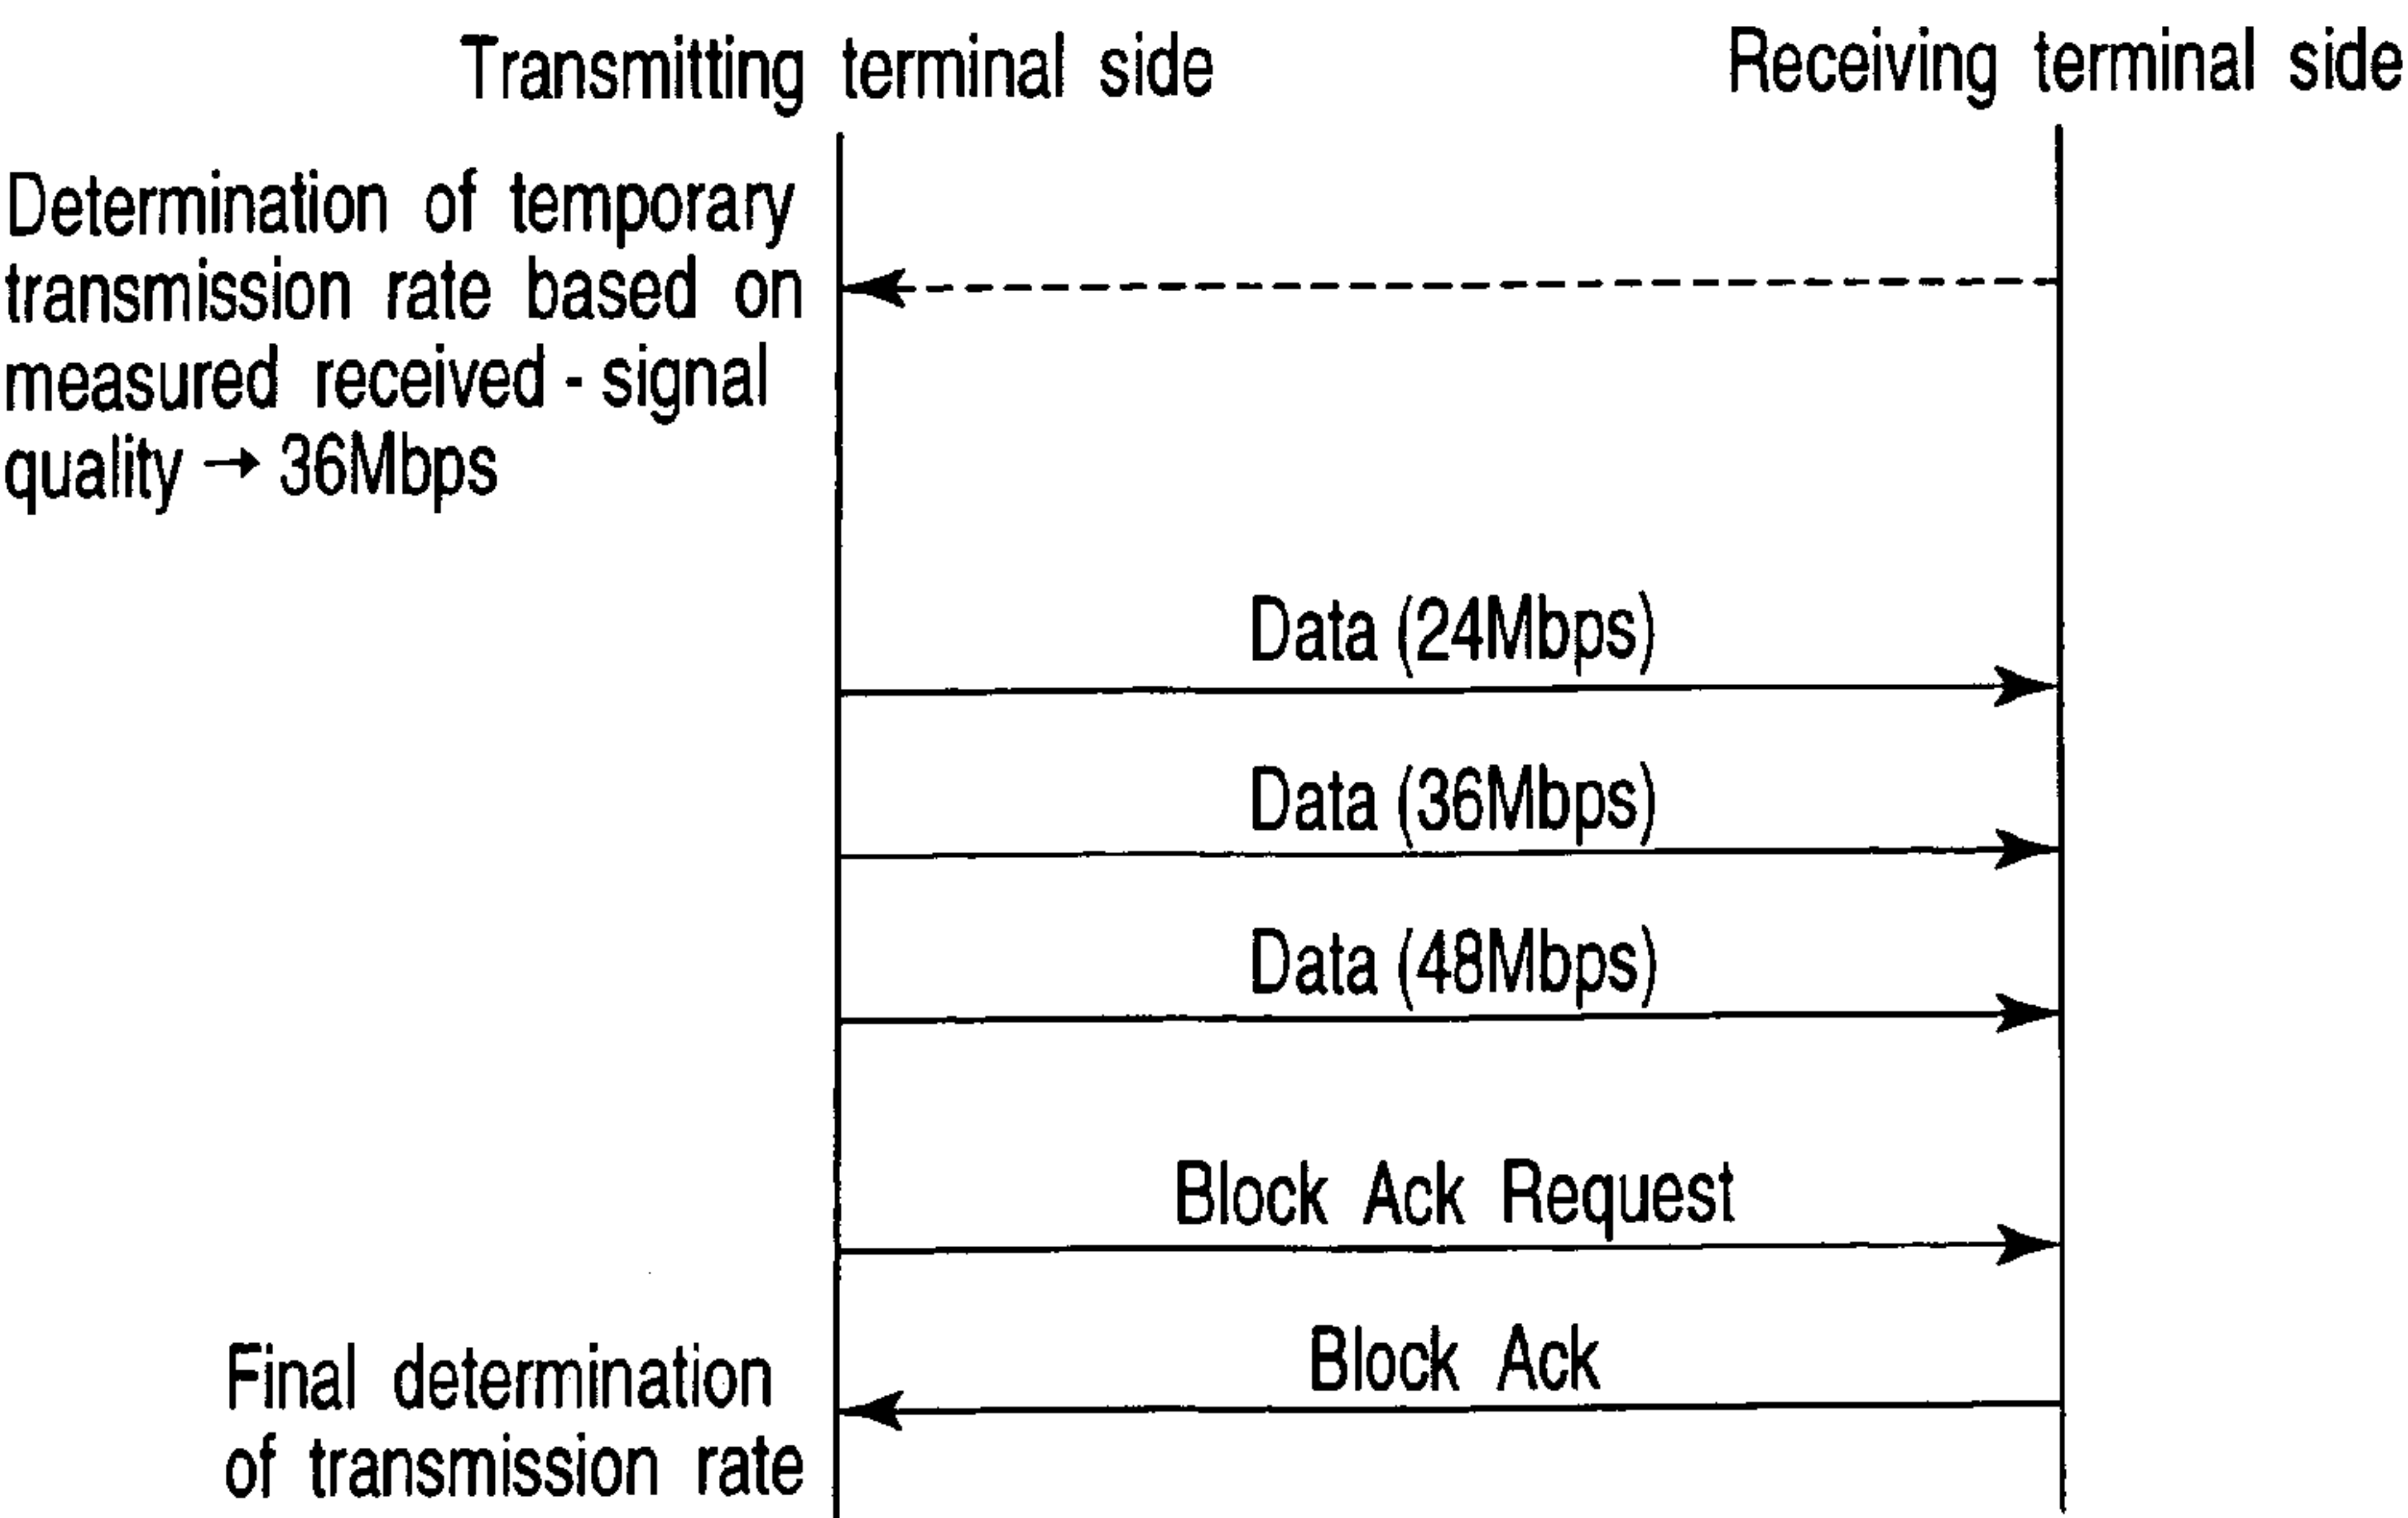 Transmitting terminal side
Receiving terminal side
Determination of temporary
transmission rate based on
measured received - signal
quality → 36Mbps
Data (24Mbps)
Data (36Mbps)
Data (48Mbps)
Block Ack Request
Block Ack
Final determination
of transmission rate